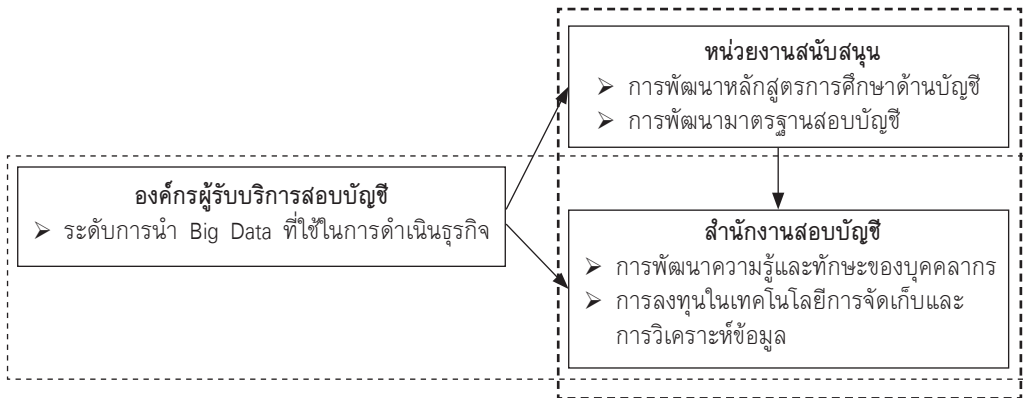 หน่วยงานสนับสนุน
➢ การพัฒนาหลักสูตรการศึกษาด้านบัญชี
➢ การพัฒนามาตรฐานสอบบัญชี
องค์กรผู้รับบริการสอบบัญชี
➢ ระดับการนำ Big Data ที่ใช้ในการดำเนินธุรกิจ
สำนักงานสอบบัญชี
➢ การพัฒนาความรู้และทักษะของบุคคลากร
➢ การลงทุนในเทคโนโลยีการจัดเก็บและ
การวิเคราะห์ข้อมูล